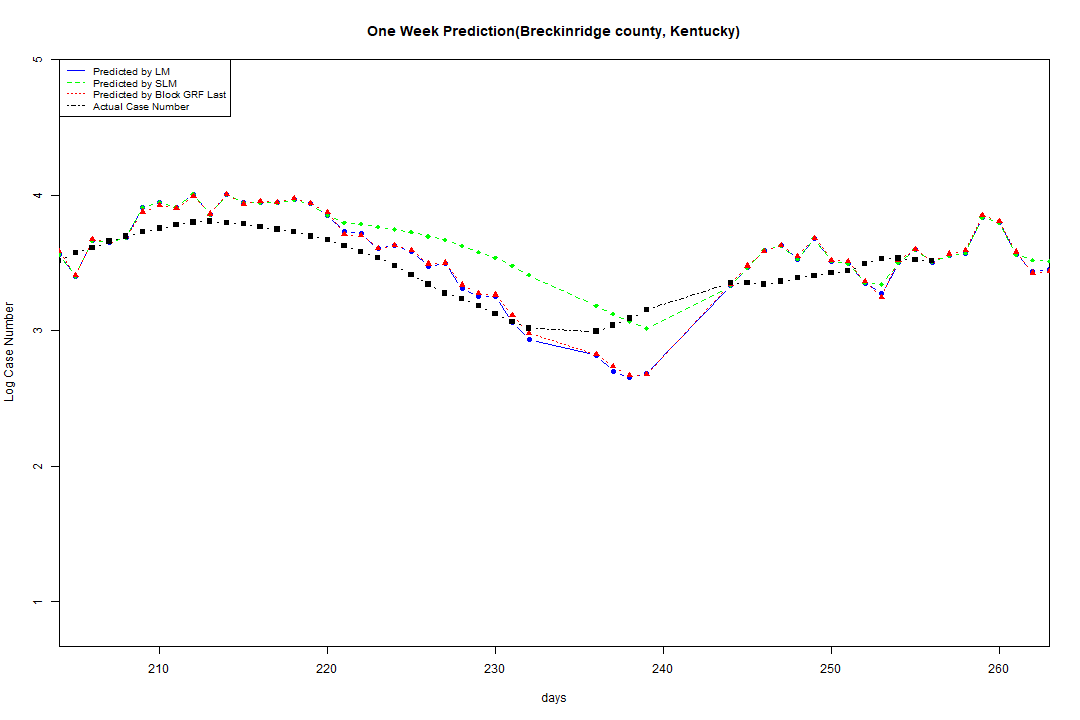 One Week Prediction(Breckinridge county, Kentucky)
Predicted by LM
Predicted by SLM
Predicted by Block GRF Last
Actual Case Number
5
4
3
2
1
Log Case Number
210 220 230 240 250 260
days